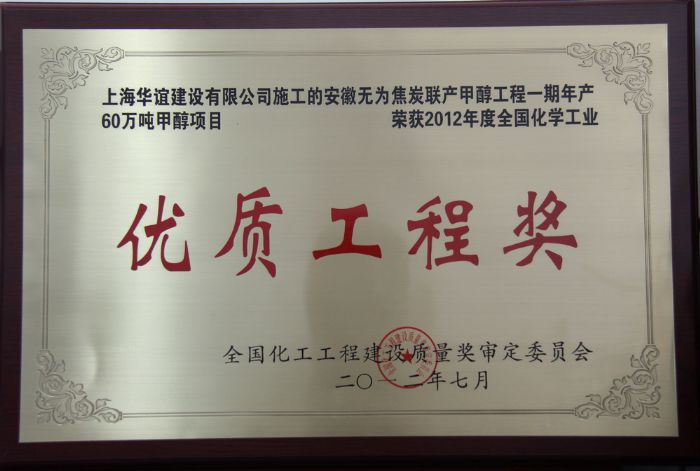 上海华谊建设有限公司施工的安徽无为焦炭联产甲醇工程一期年产
60万吨甲醇项目 荣获2012年度全国化学工业
优质工程奖
全国化工工程建设质量奖审定委员会
二〇一二年七月